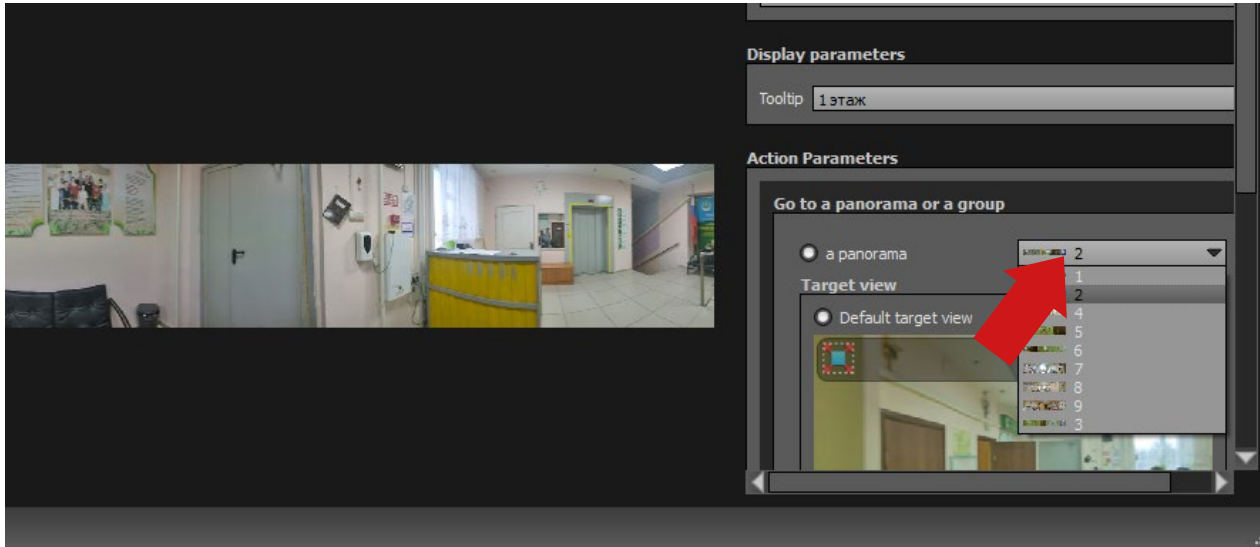 Display parameters
Tooltip 1 этаж
Action Parameters
Go to a panorama or a group
a panorama 2
1
Target view
2
Default target view
4
5
6
7
8
9
3